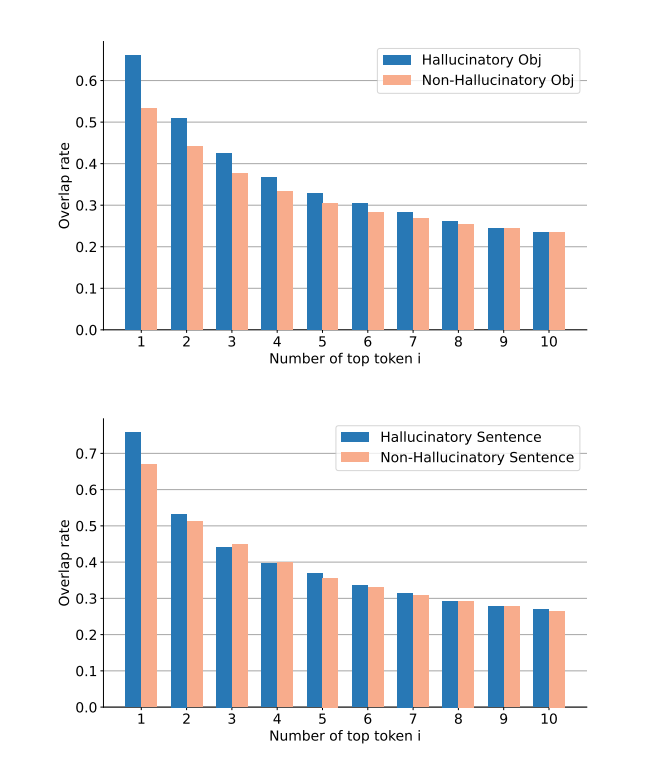 Hallucinatory Obj
Non-Hallucinatory Obj
0.6
0.5
0.4
0.3
0.2
0.1
0.0
Overlap rate
1 2 3 4 5 6 7 8 9 10
Number of top token i
Hallucinatory Sentence
Non-Hallucinatory Sentence
0.7
0.6
0.5
0.4
0.3
0.2
0.1
0.0
Overlap rate
1 2 3 4 5 6 7 8 9 10
Number of top token i